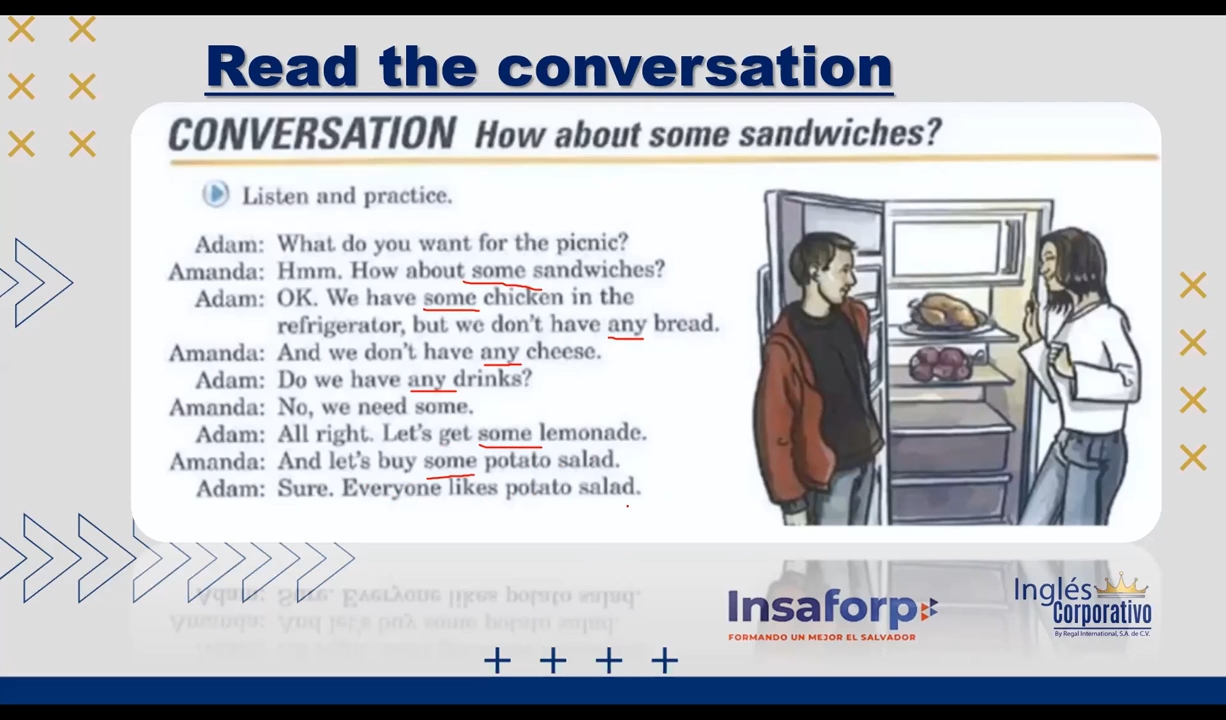 Read the conversation
CONVERSATION How about some sandwiches?
Listen and practice.
Adam: What do you want for the picnic?
Amanda: Hmm. How about some sandwiches?
Adam: OK. We have some chicken in the
refrigerator, but we don't have any bread.
Amanda: And we don't have any cheese.
Adam: Do we have any drinks?
Amanda: No, we need some.
Adam: All right. Let's get some lemonade.
Amanda: And let's buy some potato salad.
Adam: Sure. Everyone likes potato salad.
Insaforp
FORMANDO UN MEJOR EL SALVADOR
Inglés
Corporativo
By Regal International, S.A. de C.V.